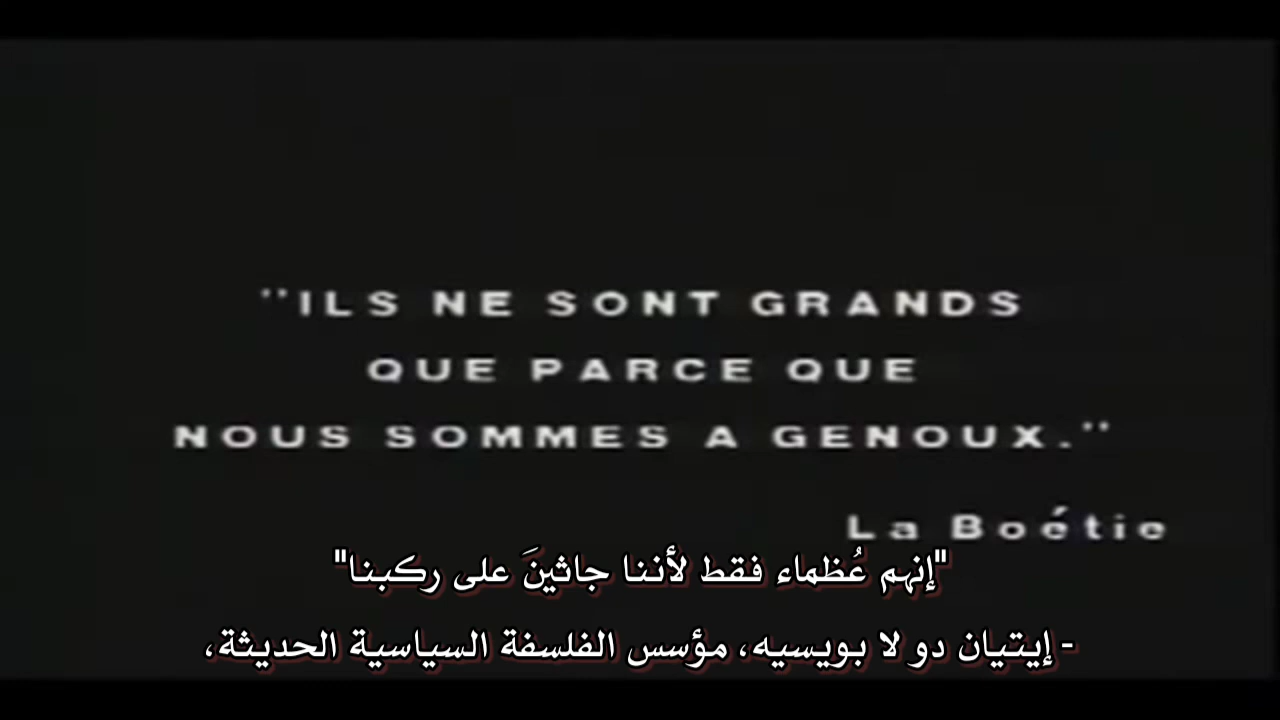 "ILS NE SONT GRANDS
QUE PARCE QUE
NOUS SOMMES A GENOUX."
La Boétie
"إنهم عُظماء فقط لأننا جاثينَ على ركبنا"
- إيتيان دو لا بويسيه، مؤسس الفلسفة السياسية الحديثة،